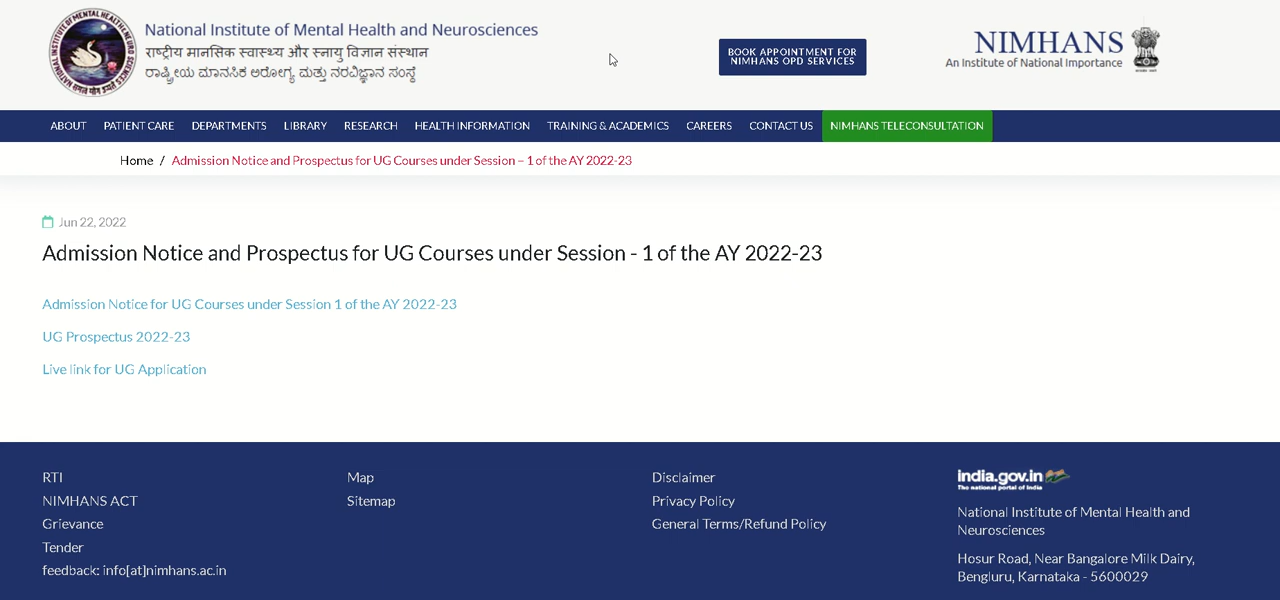 National Institute of Mental Health and Neurosciences
राष्ट्रीय मानसिक स्वास्थ्य और स्नायु विज्ञान संस्थान
ರಾಷ್ಟ್ರೀಯ ಮಾನಸಿಕ ಆರೋಗ್ಯ ಮತ್ತು ನರವಿಜ್ಞಾನ ಸಂಸ್ಥೆ
BOOK APPOINTMENT FOR
NIMHANS OPD SERVICES
NIMHANS
An Institute of National Importance
ABOUT PATIENT CARE DEPARTMENTS LIBRARY RESEARCH HEALTH INFORMATION TRAINING & ACADEMICS CAREERS CONTACT US NIMHANS TELECONSULTATION
Home / Admission Notice and Prospectus for UG Courses under Session – 1 of the AY 2022-23
Jun 22, 2022
Admission Notice and Prospectus for UG Courses under Session - 1 of the AY 2022-23
Admission Notice for UG Courses under Session 1 of the AY 2022-23
UG Prospectus 2022-23
Live link for UG Application
RTI
NIMHANS ACT
Grievance
Tender
feedback: info[at]nimhans.ac.in
Map
Sitemap
Disclaimer
Privacy Policy
General Terms/Refund Policy
india.gov.in
The national portal of India
National Institute of Mental Health and
Neurosciences
Hosur Road, Near Bangalore Milk Dairy,
Bengluru, Karnataka - 5600029